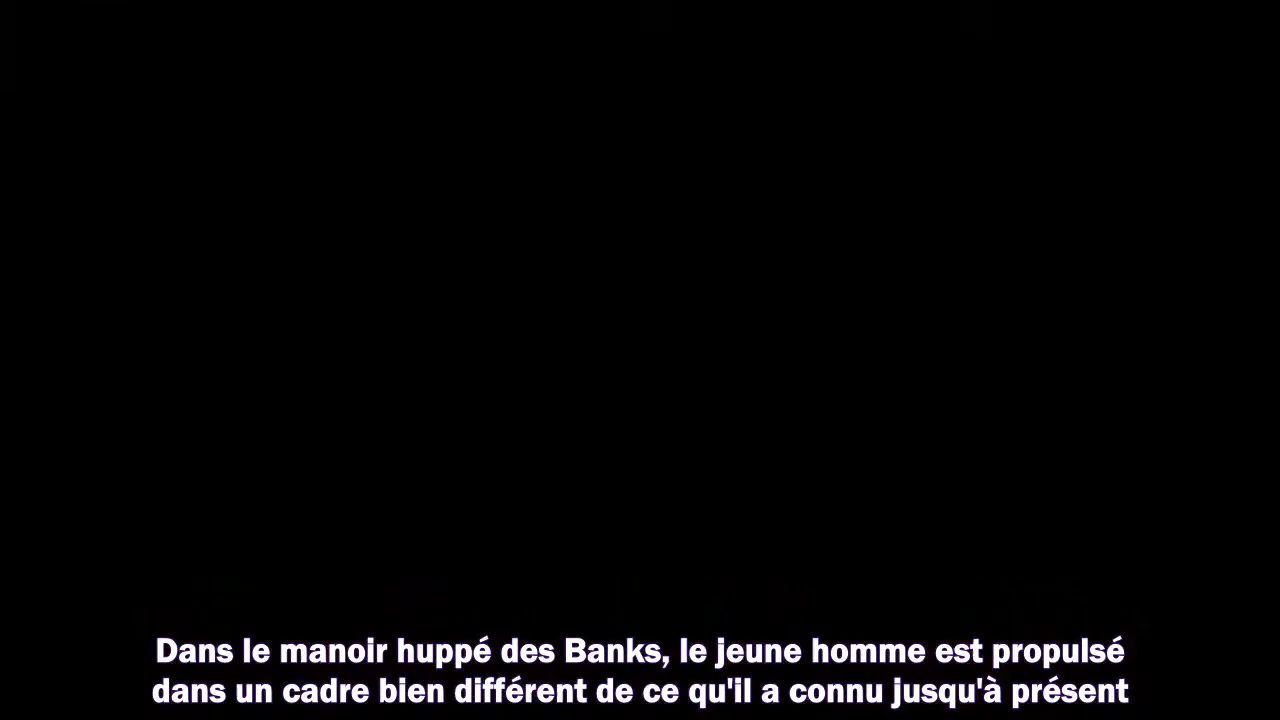 Dans le manoir huppé des Banks, le jeune homme est propulsé
dans un cadre bien différent de ce qu'il a connu jusqu'à présent